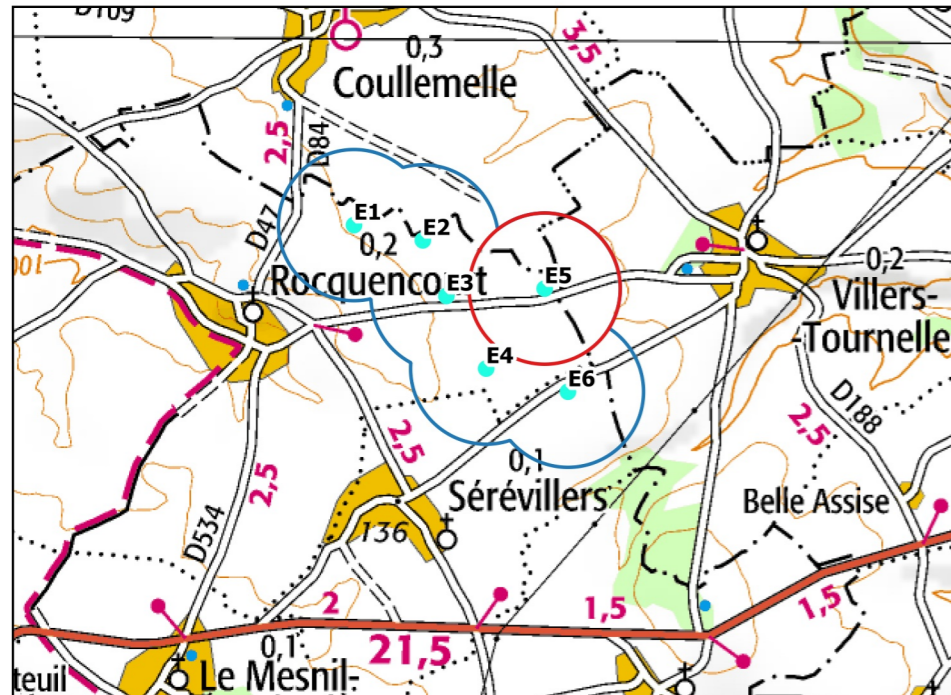 D109
0,3
3,5
Coullemelle
2,5
D84
D47
E1
E2
0,2
Rocquencourt
E3
E5
100
0,2
Villers-
-Tournelle
E4
E6
D188
2,5
2,5
2,5
0,1
Sérévillers
136
Belle Assise
D534
2
1,5
1,5
21,5
0,1
teuil
Le Mesnil-